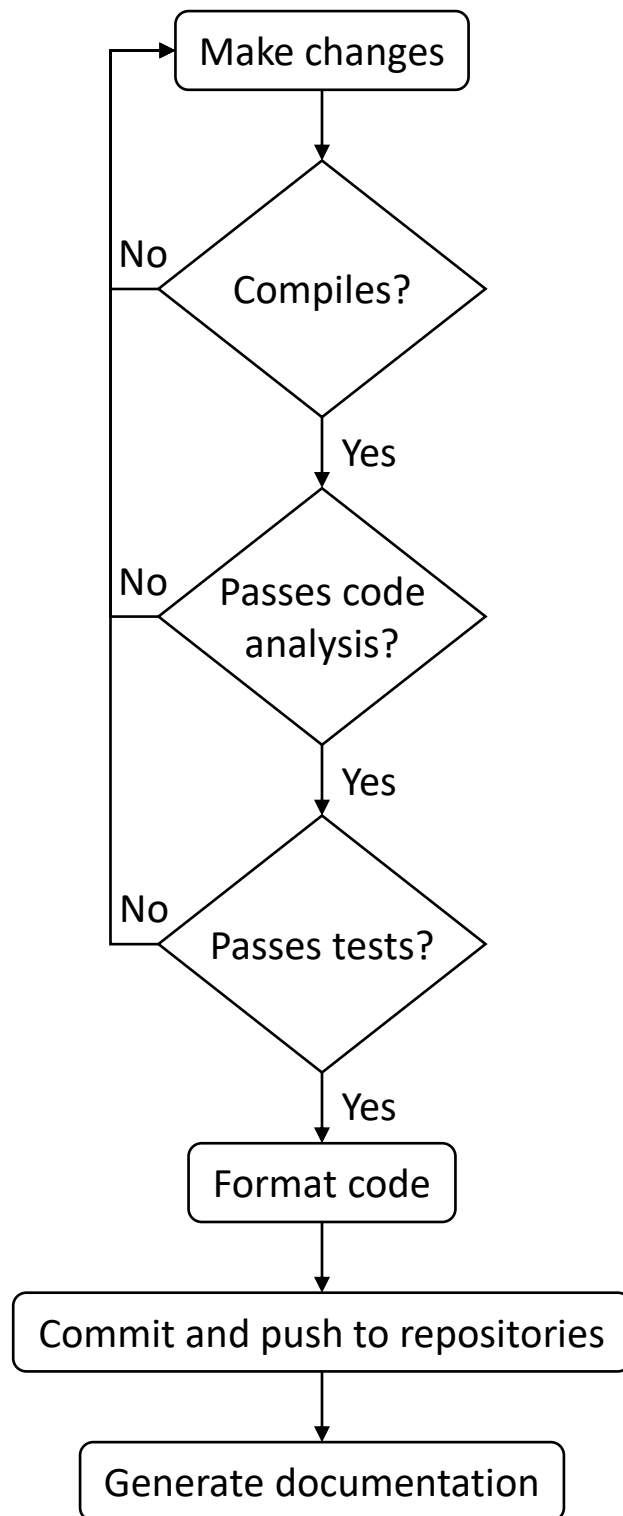 Make changes
No
Compiles?
Yes
No
Passes code
analysis?
Yes
No
Passes tests?
Yes
Format code
Commit and push to repositories
Generate documentation